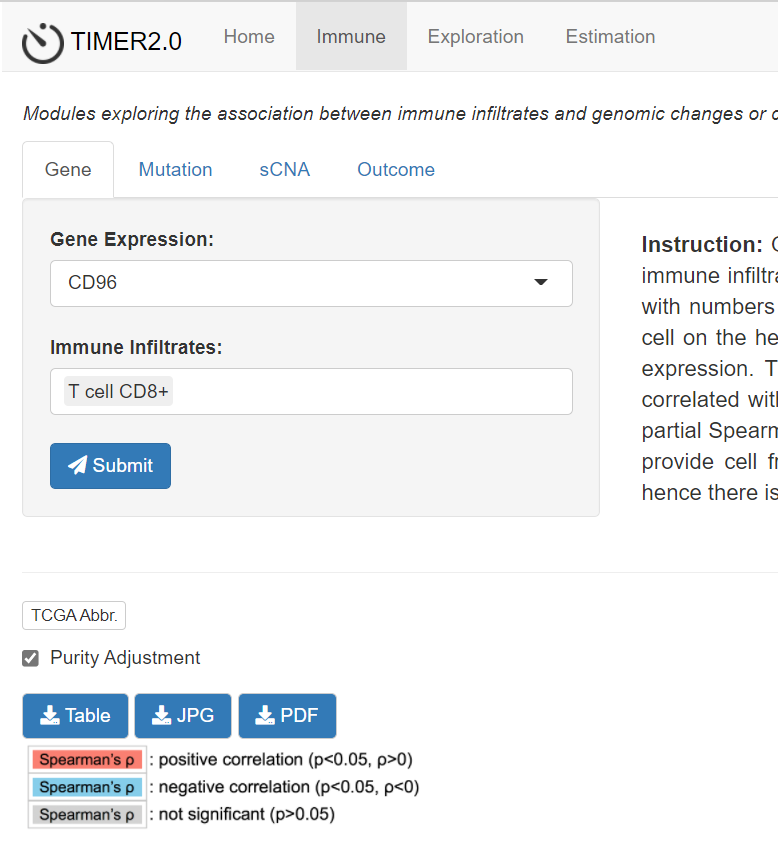 TIMER2.0 Home Immune Exploration Estimation
Modules exploring the association between immune infiltrates and genomic changes or
Gene Mutation sCNA Outcome
Gene Expression:
CD96
Immune Infiltrates:
T cell CD8+
Submit
Instruction:
immune infiltra
with numbers
cell on the he
expression. T
correlated with
partial Spearm
provide cell fr
hence there is
TCGA Abbr.
Purity Adjustment
Table JPG PDF
Spearman's ρ : positive correlation (p<0.05, ρ>0)
Spearman's ρ : negative correlation (p<0.05, ρ<0)
Spearman's ρ : not significant (p>0.05)